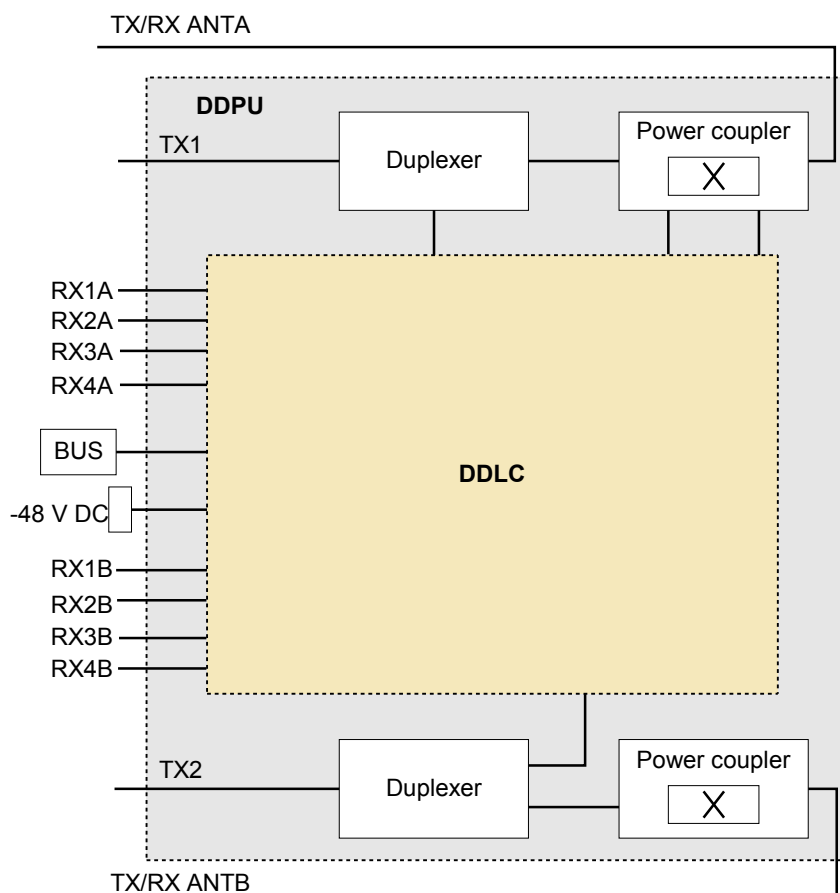 TX/RX ANTA
DDPU
TX1
Duplexer
Power coupler
X
RX1A
RX2A
RX3A
RX4A
BUS
DDLC
-48 V DC
RX1B
RX2B
RX3B
RX4B
TX2
Duplexer
Power coupler
X
TX/RX ANTB